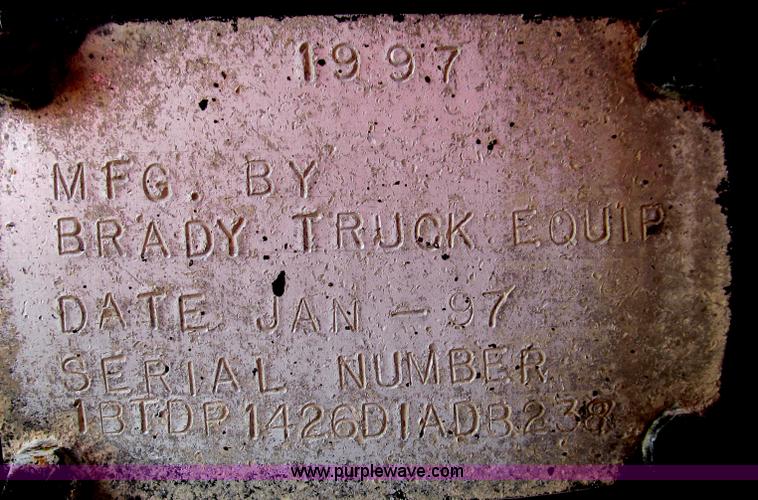 1997
MFG. BY
BRADY TRUCK EQUIP
DATE JAN - 97
SERIAL NUMBER
1BTDP1426D1ADB238
www.purplewave.com